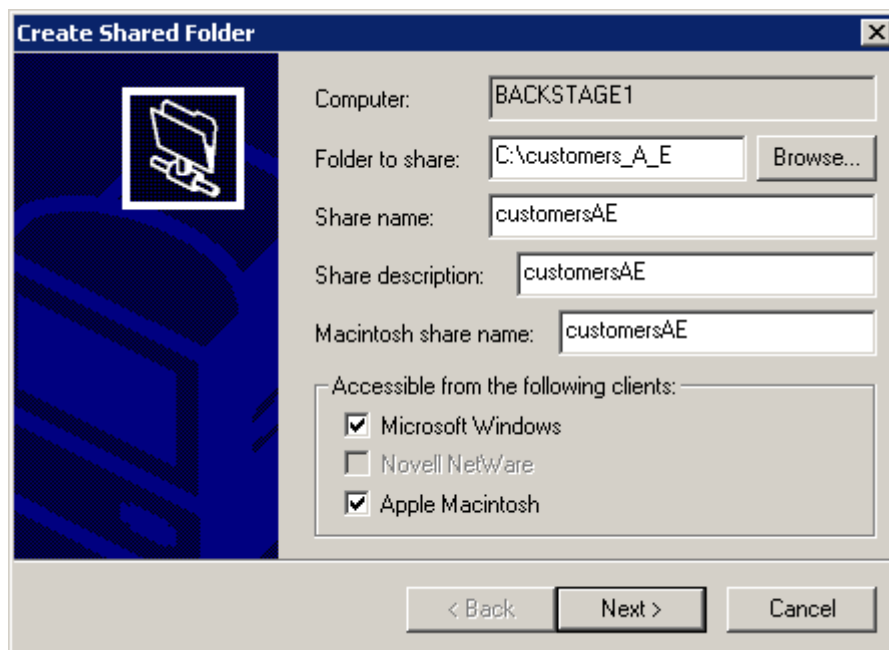 Create Shared Folder
Computer: BACKSTAGE1
Folder to share: C:\customers_A_E Browse...
Share name: customersAE
Share description: customersAE
Macintosh share name: customersAE
Accessible from the following clients:
Microsoft Windows
Novell NetWare
Apple Macintosh
< Back Next > Cancel